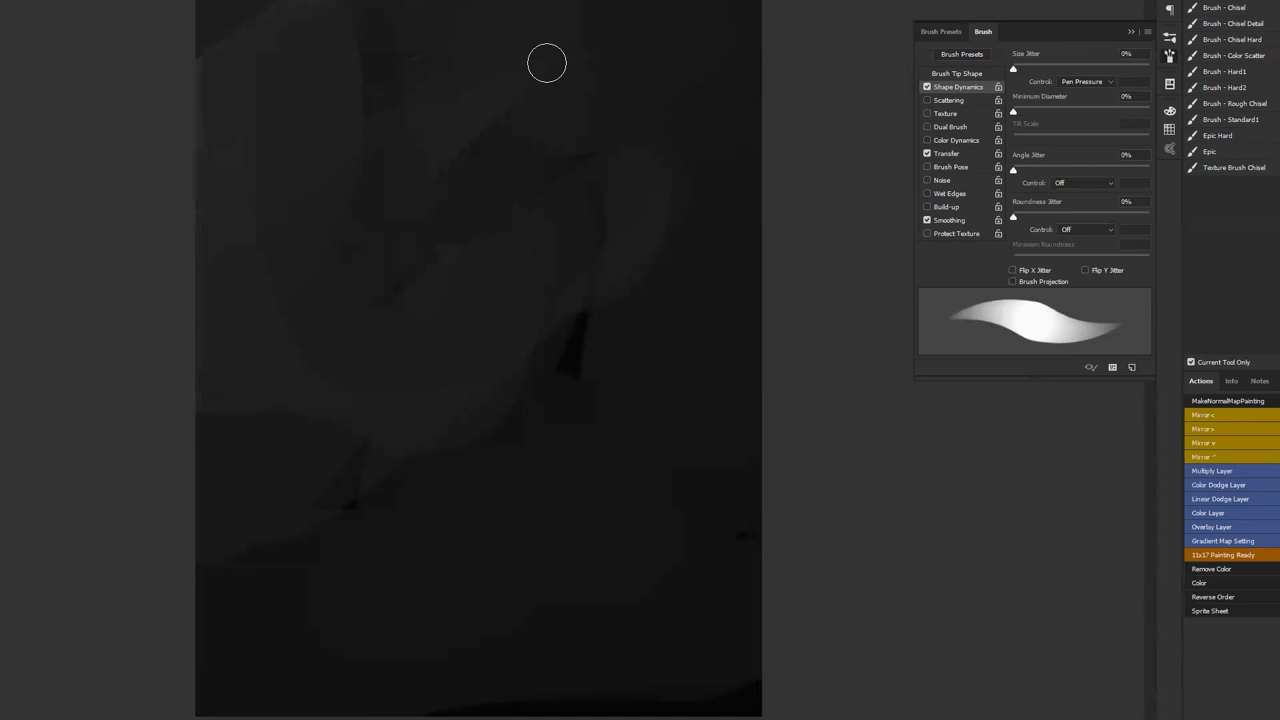 Brush Presets Brush
Brush Presets
Brush Tip Shape
Shape Dynamics
Scattering
Texture
Dual Brush
Color Dynamics
Transfer
Brush Pose
Noise
Wet Edges
Build-up
Smoothing
Protect Texture
Size Jitter 0%
Control: Pen Pressure
Minimum Diameter 0%
Tilt Scale
Angle Jitter 0%
Control: Off
Roundness Jitter 0%
Control: Off
Minimum Roundness
Flip X Jitter Flip Y Jitter
Brush Projection
Brush - Chisel
Brush - Chisel Detail
Brush - Chisel Hard
Brush - Color Scatter
Brush - Hard1
Brush - Hard2
Brush - Rough Chisel
Brush - Standard1
Epic Hard
Epic
Texture Brush Chisel
Current Tool Only
Actions Info Notes
MakeNormalMapPainting
Mirror <
Mirror >
Mirror v
Mirror ^
Multiply Layer
Color Dodge Layer
Linear Dodge Layer
Color Layer
Overlay Layer
Gradient Map Setting
11x17 Painting Ready
Remove Color
Color
Reverse Order
Sprite Sheet